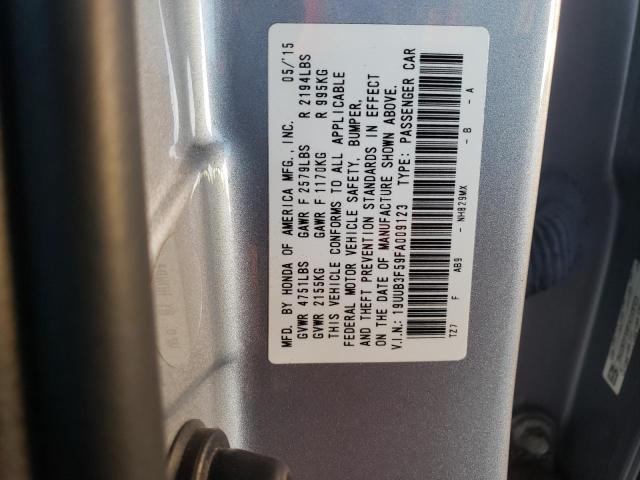 MFD. BY HONDA OF AMERICA MFG., INC. 05/'15
GVWR 4751LBS GAWR F 2579LBS R 2194LBS
GVWR 2155KG GAWR F 1170KG R 995KG
THIS VEHICLE CONFORMS TO ALL APPLICABLE
FEDERAL MOTOR VEHICLE SAFETY, BUMPER,
AND THEFT PREVENTION STANDARDS IN EFFECT
ON THE DATE OF MANUFACTURE SHOWN ABOVE.
V.I.N.: 19UUB3F59FA009123 TYPE: PASSENGER CAR
TZ7 F AB9 - NH829MX - B - A